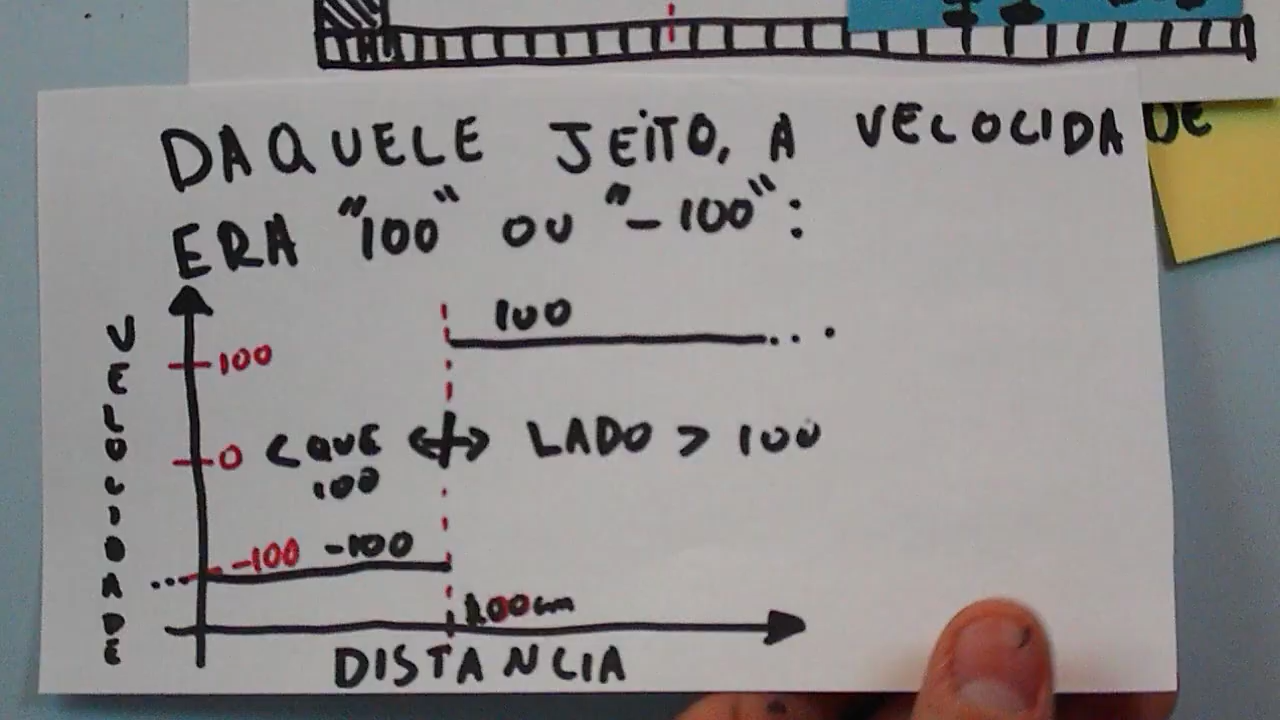 DAQUELE JEITO, A VELOCIDADE
ERA "100" OU "-100":
VELOCIDADE
100
100
...
0
< QUE
100
LADO > 100
-100
-100
...
100cm
DISTANCIA